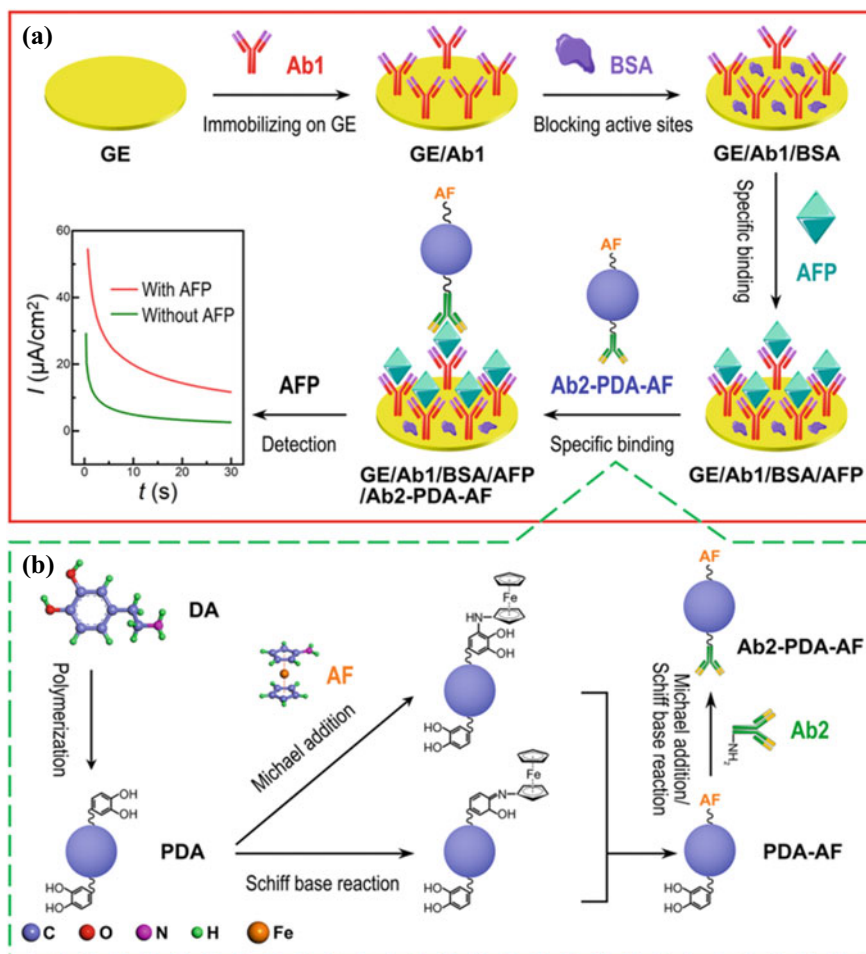 (a)
Ab1
BSA
Immobilizing on GE
Blocking active sites
GE
GE/Ab1
GE/Ab1/BSA
Specific binding
AFP
AF
AF
60
40
20
0
I (μA/cm²)
With AFP
Without AFP
0 10 20 30
t (s)
AFP
Detection
Ab2-PDA-AF
Specific binding
GE/Ab1/BSA/AFP
/Ab2-PDA-AF
GE/Ab1/BSA/AFP
(b)
DA
Polymerization
AF
Michael addition
Fe
HN
OH
OH
HO
HO
AF
Ab2-PDA-AF
Michael addition/
Schiff base reaction
Ab2
NH₂
OH
OH
PDA
HO
HO
Schiff base reaction
Fe
N
OH
HO
HO
AF
PDA-AF
HO
HO
C O N H Fe